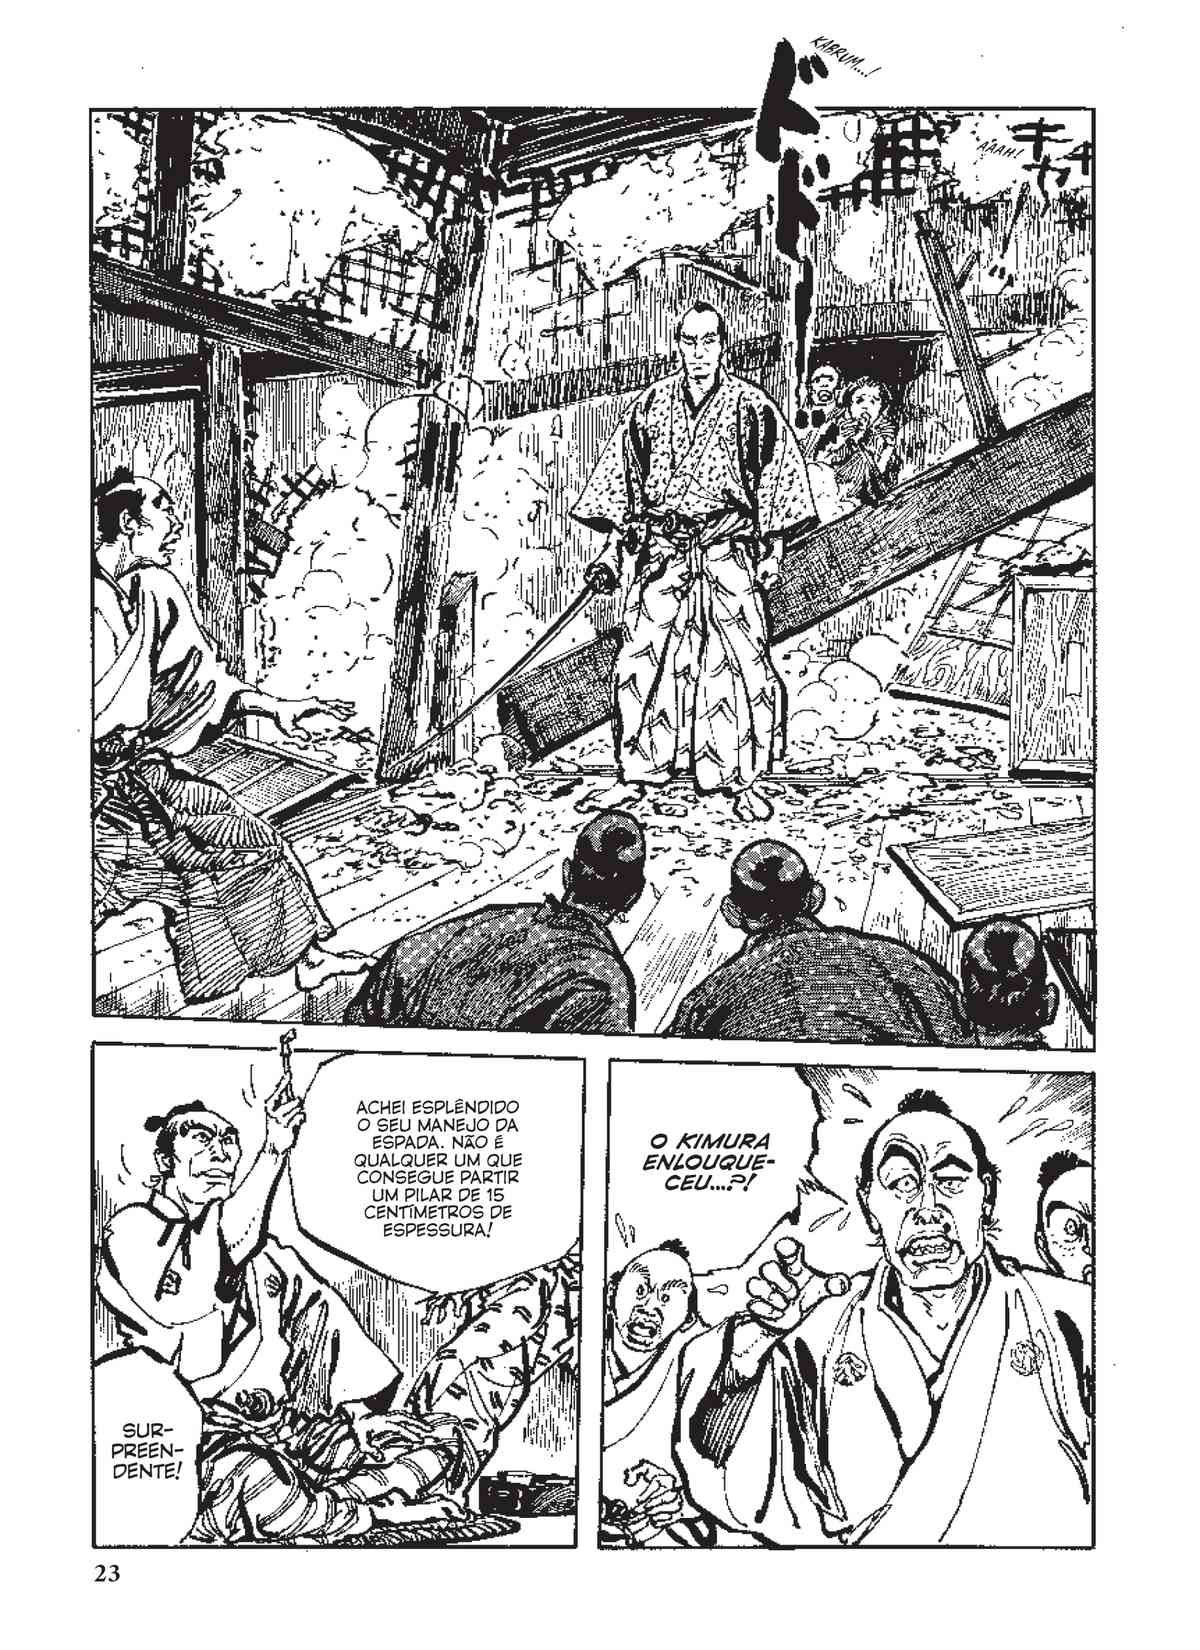 KABRUM...!
ドドド...
AAAH!
キャーッ
O KIMURA
ENLOUQUE-
CEU...?!
ACHEI ESPLÊNDIDO
O SEU MANEJO DA
ESPADA. NÃO É
QUALQUER UM QUE
CONSEGUE PARTIR
UM PILAR DE 15
CENTÍMETROS DE
ESPESSURA!
SUR-
PREEN-
DENTE!
23